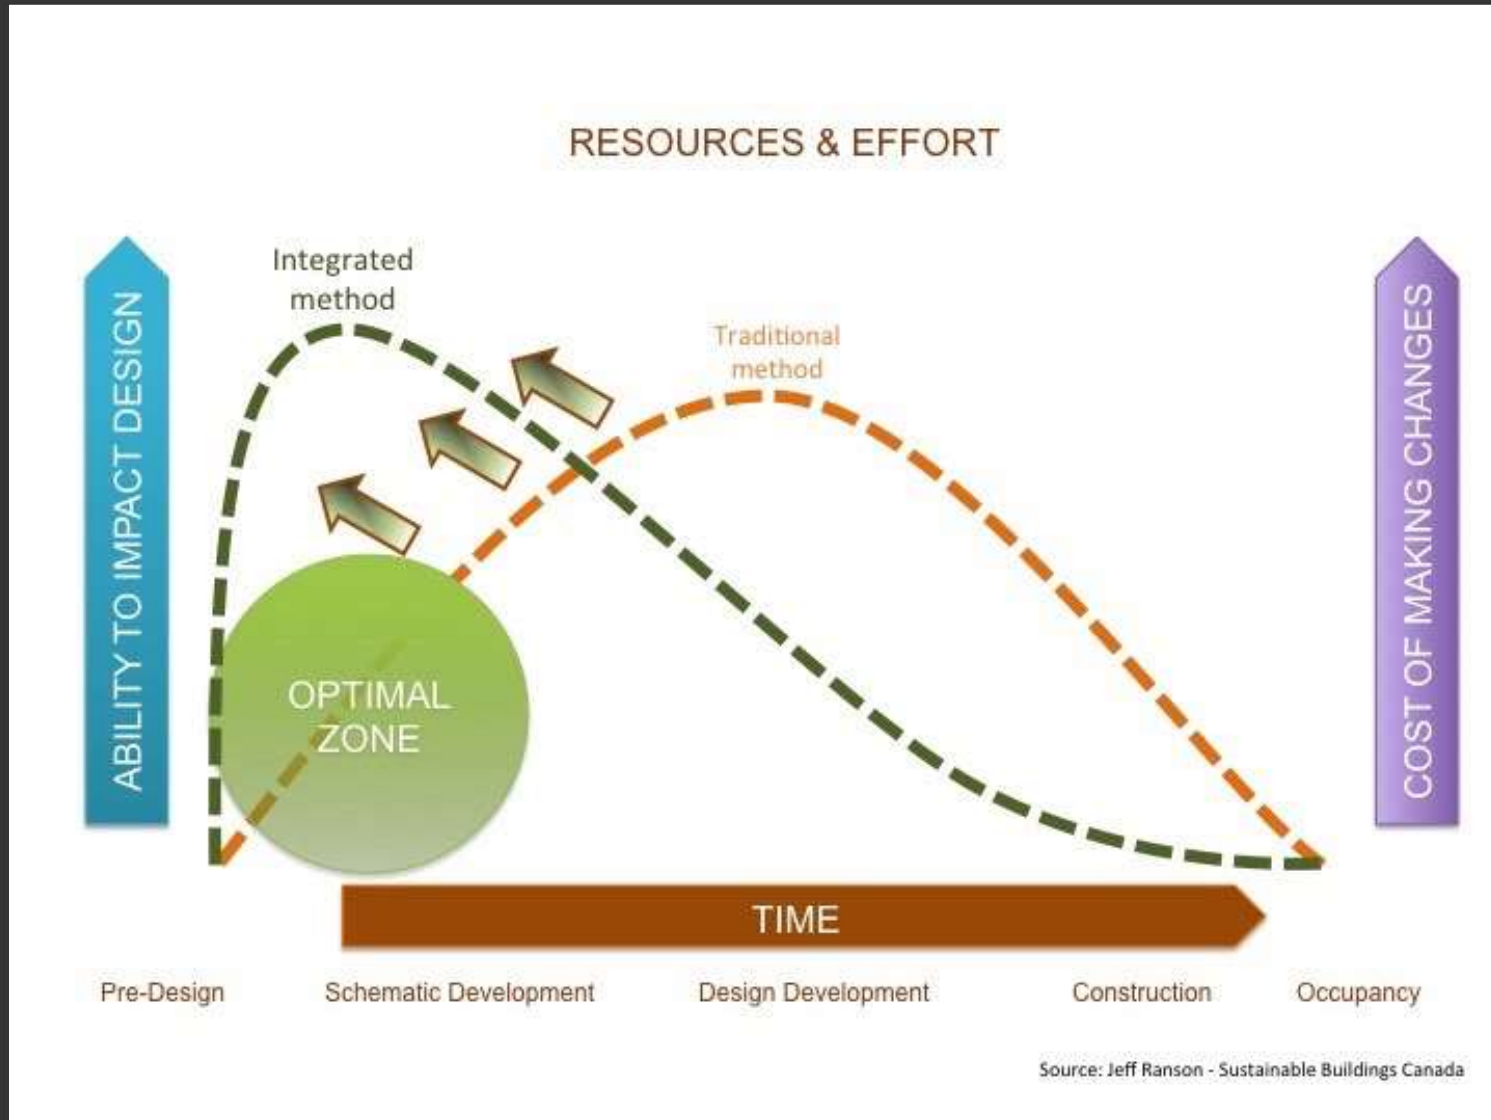 RESOURCES & EFFORT
Integrated
method
Traditional
method
ABILITY TO IMPACT DESIGN
COST OF MAKING CHANGES
OPTIMAL
ZONE
TIME
Pre-Design
Schematic Development
Design Development
Construction
Occupancy
Source: Jeff Ranson - Sustainable Buildings Canada